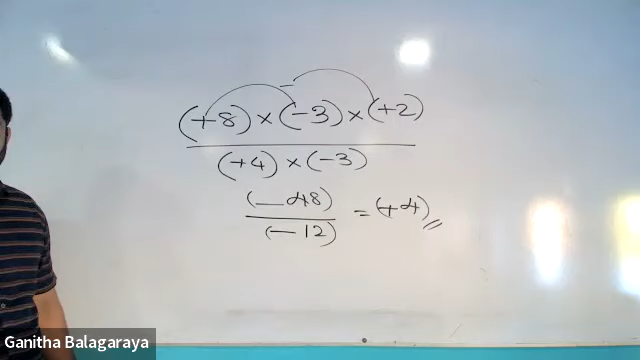 (+8) × (-3) × (+2)
(+4) × (-3)
(-48)
(-12)
= (+4)
Ganitha Balagaraya